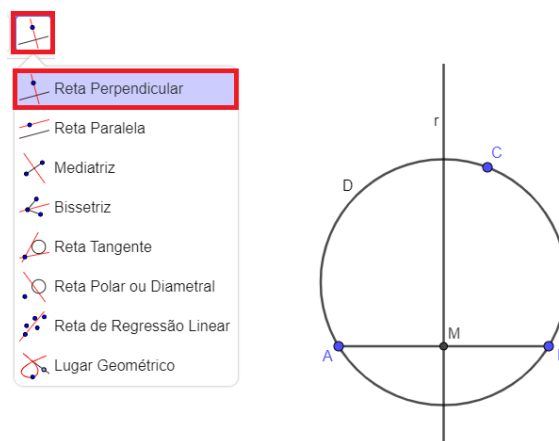 Reta Perpendicular
Reta Paralela
Mediatriz
Bissetriz
Reta Tangente
Reta Polar ou Diametral
Reta de Regressão Linear
Lugar Geométrico
r
C
D
M
A